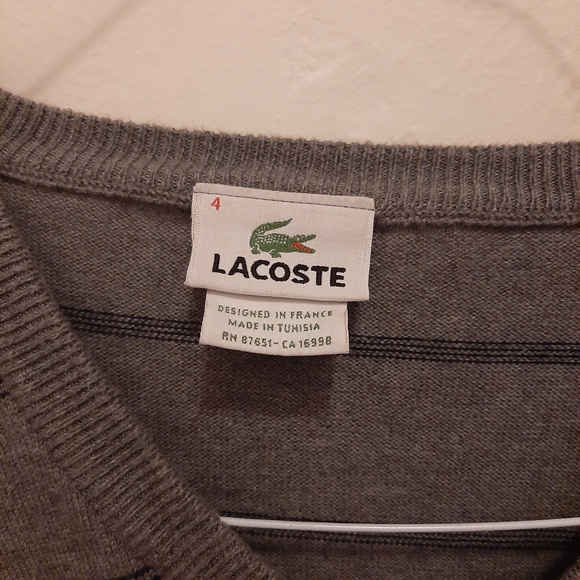 4
LACOSTE
DESIGNED IN FRANCE
MADE IN TUNISIA
RN 87651-CA 16998